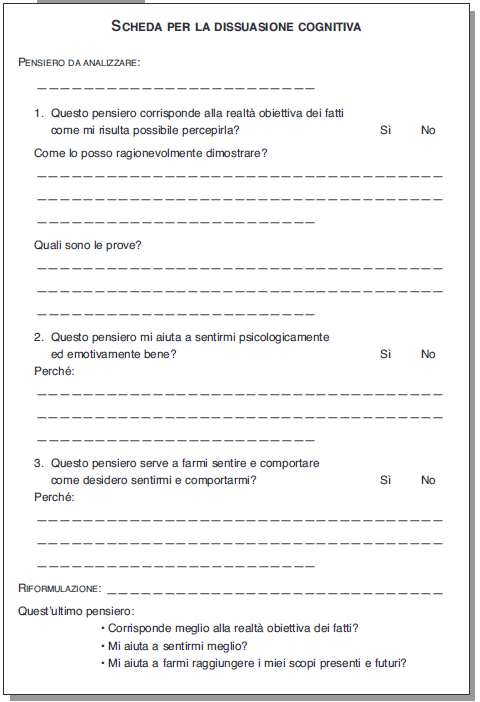 Scheda per la dissuasione cognitiva
Pensiero da analizzare:
1. Questo pensiero corrisponde alla realtà obiettiva dei fatti
come mi risulta possibile percepirla? Sì No
Come lo posso ragionevolmente dimostrare?
Quali sono le prove?
2. Questo pensiero mi aiuta a sentirmi psicologicamente
ed emotivamente bene? Sì No
Perché:
3. Questo pensiero serve a farmi sentire e comportare
come desidero sentirmi e comportarmi? Sì No
Perché:
Riformulazione:
Quest'ultimo pensiero:
• Corrisponde meglio alla realtà obiettiva dei fatti?
• Mi aiuta a sentirmi meglio?
• Mi aiuta a farmi raggiungere i miei scopi presenti e futuri?